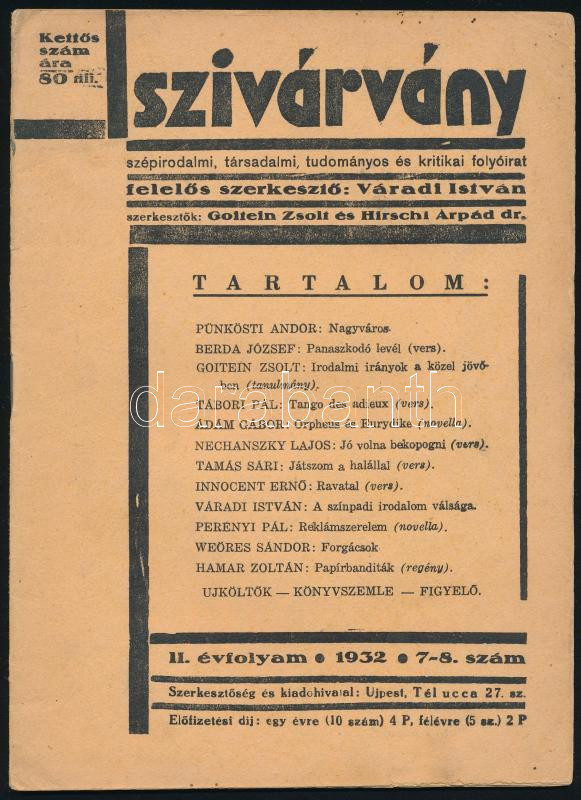 Kettős
szám
ára
80 fill.
szivárvány
szépirodalmi, társadalmi, tudományos és kritikai folyóirat
felelős szerkesztő: Váradi István
szerkesztők: Goitein Zsolt és Hirschl Árpád dr.
TARTALOM:
PÜNKÖSTI ANDOR: Nagyváros
BERDA JÓZSEF: Panaszkodó levél (vers).
GOITEIN ZSOLT: Irodalmi irányok a közel jövő-
ben (tanulmány).
TÁBORI PÁL: Tango des adieux (vers).
ÁDÁM GÁBOR: Orpheus és Eurydike (novella).
NECHANSZKY LAJOS: Jó volna bekopogni (vers).
TAMÁS SÁRI: Játszom a halállal (vers).
INNOCENT ERNŐ: Ravatal (vers).
VÁRADI ISTVÁN: A színpadi irodalom válsága.
PERÉNYI PÁL: Reklámszerelem (novella).
WEÖRES SÁNDOR: Forgácsok
HAMAR ZOLTÁN: Papírbanditák (regény).
UJKÖLTŐK — KÖNYVSZEMLE — FIGYELŐ.
II. évfolyam • 1932 • 7-8. szám
Szerkesztőség és kiadohivatal: Ujpest, Tél ucca 27. sz.
Előfizetési dij: egy évre (10 szám) 4 P, félévre (5 sz.) 2 P
darabanth